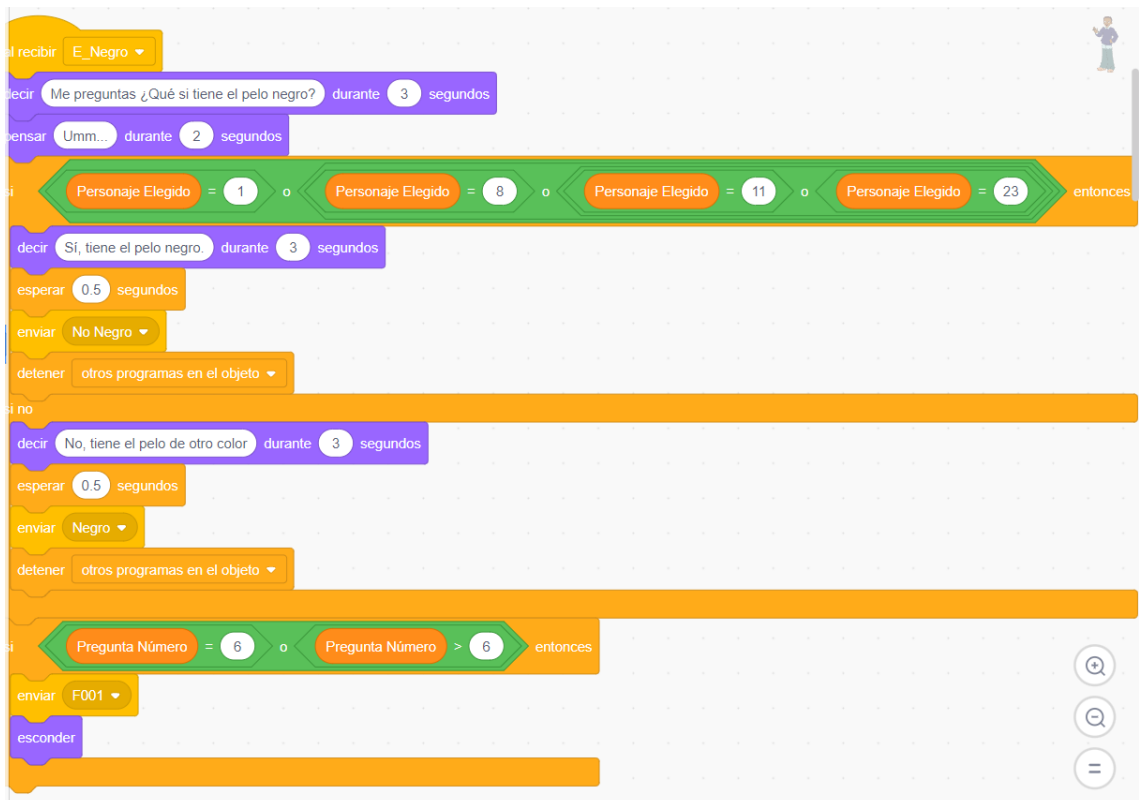 al recibir E_Negro
decir Me preguntas ¿Qué si tiene el pelo negro? durante 3 segundos
pensar Umm... durante 2 segundos
si Personaje Elegido = 1 o Personaje Elegido = 8 o Personaje Elegido = 11 o Personaje Elegido = 23 entonces
decir Sí, tiene el pelo negro. durante 3 segundos
esperar 0.5 segundos
enviar No Negro
detener otros programas en el objeto
si no
decir No, tiene el pelo de otro color durante 3 segundos
esperar 0.5 segundos
enviar Negro
detener otros programas en el objeto
si Pregunta Número = 6 o Pregunta Número > 6 entonces
enviar F001
esconder